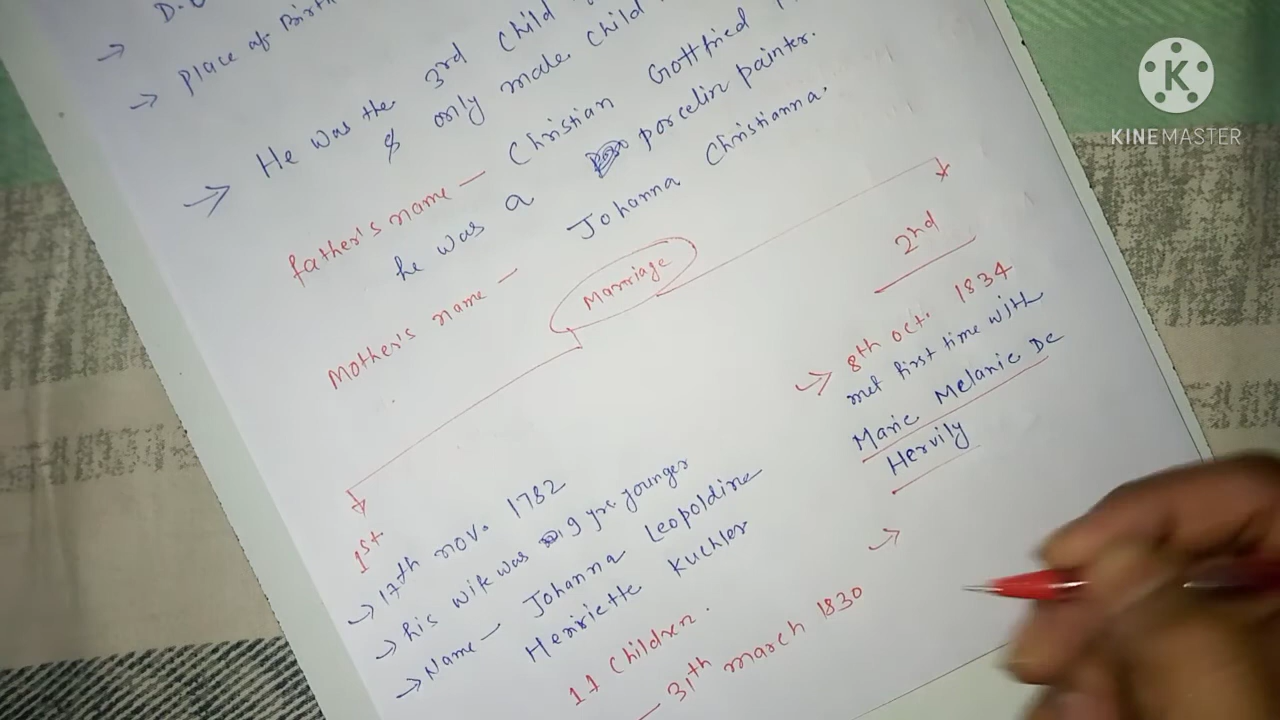 → D.
→ Place of Birth
→ He was the 3rd child
& only male child
father's name — Christian Gottfried
he was a porcelin painter.
Mother's name — Johanna Christianna.
Marriage
1st
→ 17th nov. 1782
→ his wife was 9 yrs. younger
→ Name — Johanna Leopoldine
Henriette Kuchler
11 Children.
— 31th march 1830
2nd
→ 8th oct. 1834
met first time with
Marie Melanie De
Hervily
→
K
KINEMASTER